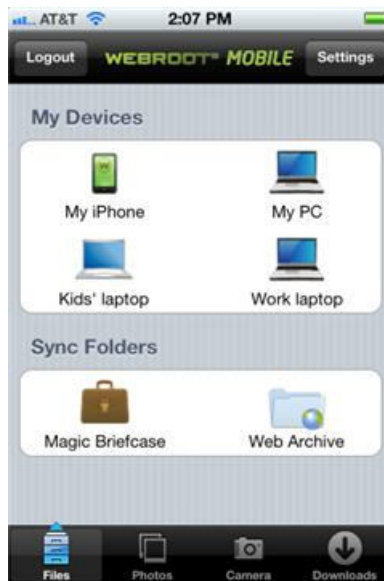 AT&T 2:07 PM
Logout WEBROOT® MOBILE Settings
My Devices
My iPhone My PC
Kids' laptop Work laptop
Sync Folders
Magic Briefcase Web Archive
Files Photos Camera Downloads